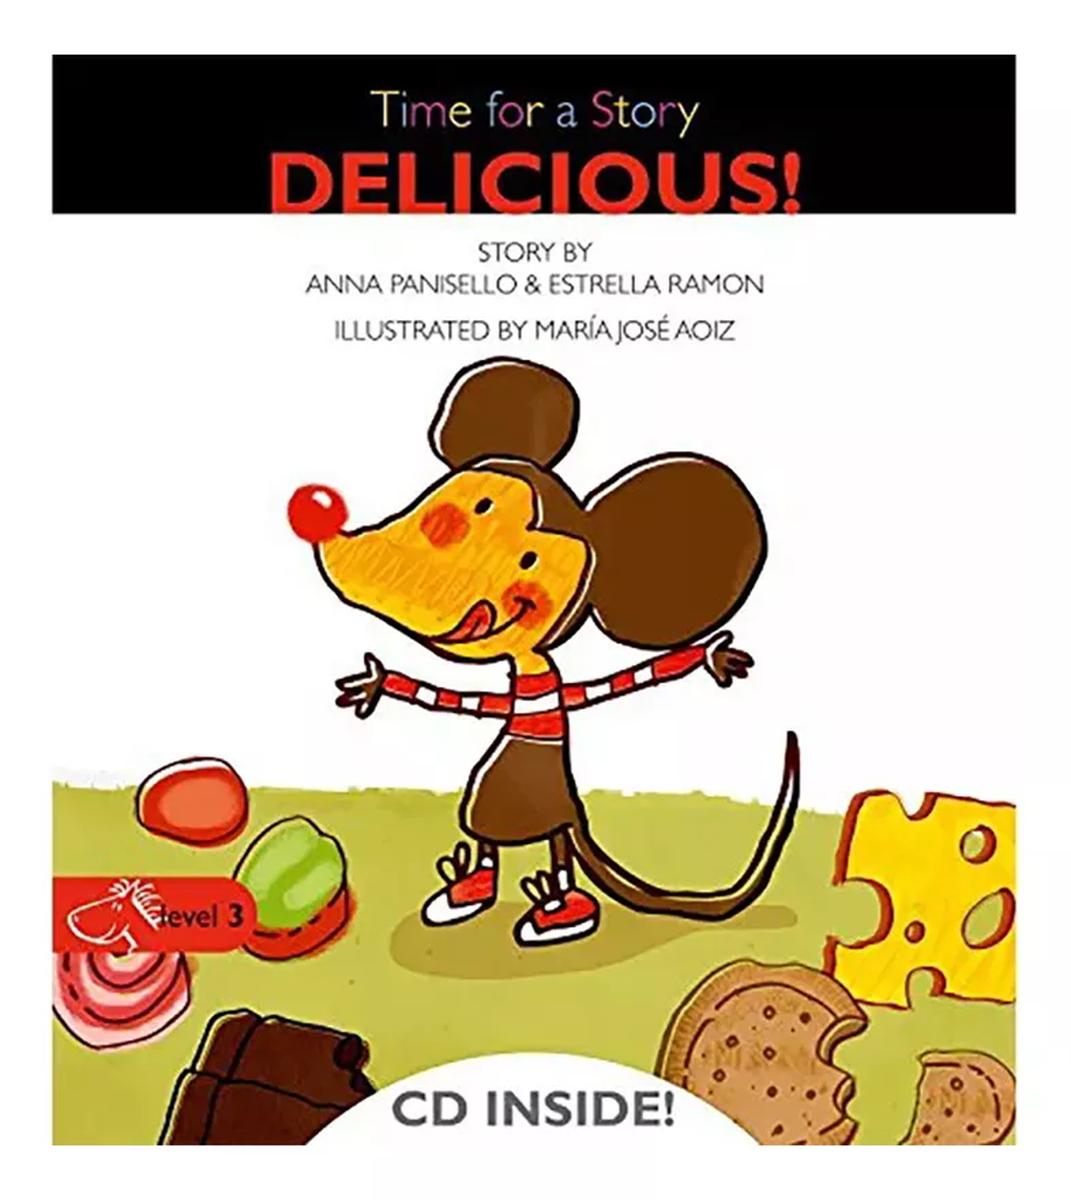 Time for a Story
DELICIOUS!
STORY BY
ANNA PANISELLO & ESTRELLA RAMON
ILLUSTRATED BY MARÍA JOSÉ AOIZ
level 3
CD INSIDE!